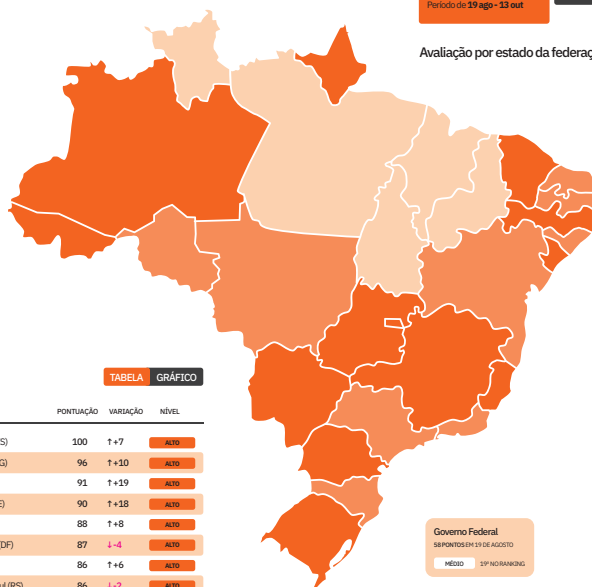 Período de 19 ago - 13 out
Avaliação por estado da federaç
TABELA GRÁFICO
PONTUAÇÃO VARIAÇÃO NÍVEL
S) 100 ↑+7 ALTO
G) 96 ↑+10 ALTO
91 ↑+19 ALTO
E) 90 ↑+18 ALTO
88 ↑+8 ALTO
(DF) 87 ↓-4 ALTO
86 ↑+6 ALTO
ul (RS) 86 ↓-2 ALTO
Governo Federal
58 PONTOS EM 19 DE AGOSTO
MÉDIO 19º NO RANKING